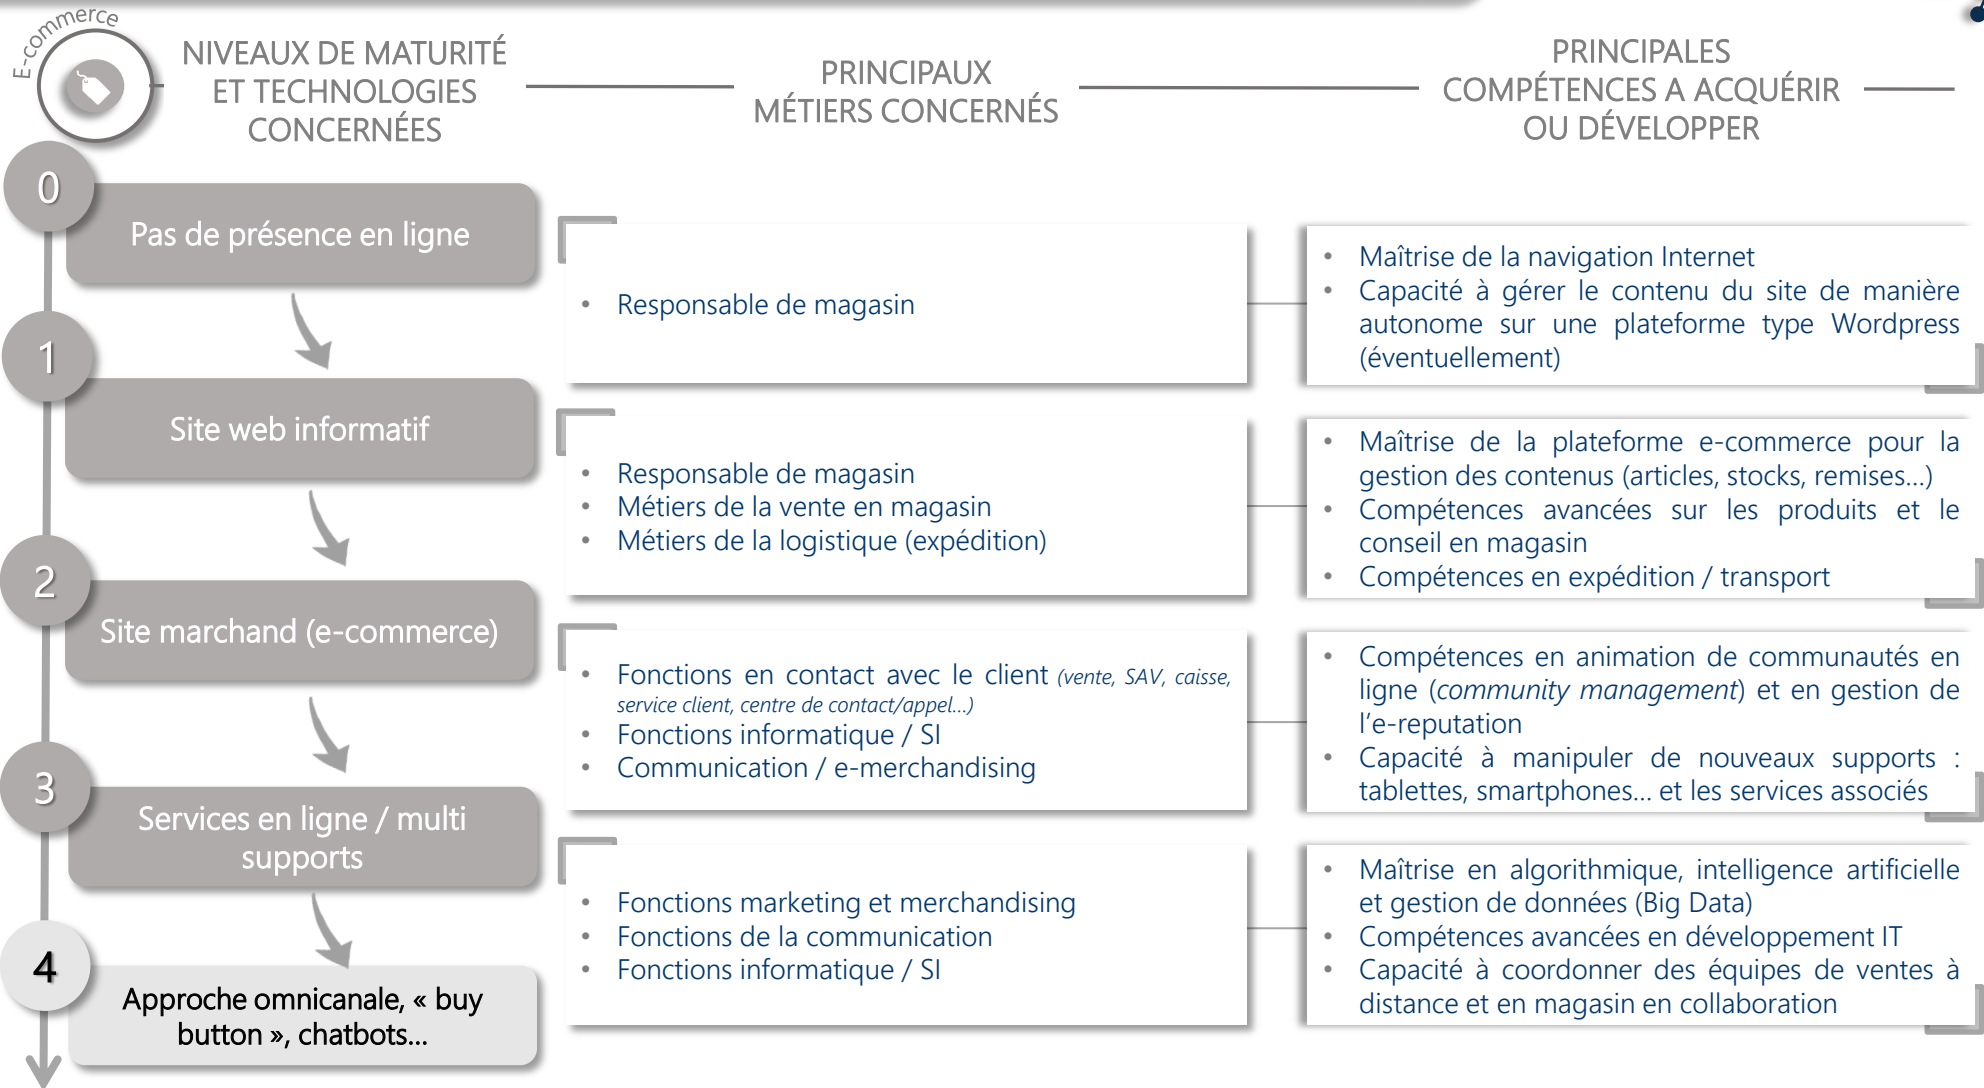 E-commerce
NIVEAUX DE MATURITÉ
ET TECHNOLOGIES
CONCERNÉES
PRINCIPAUX
MÉTIERS CONCERNÉS
PRINCIPALES
COMPÉTENCES A ACQUÉRIR
OU DÉVELOPPER
0
Pas de présence en ligne
• Responsable de magasin
• Maîtrise de la navigation Internet
• Capacité à gérer le contenu du site de manière
autonome sur une plateforme type Wordpress
(éventuellement)
1
Site web informatif
• Responsable de magasin
• Métiers de la vente en magasin
• Métiers de la logistique (expédition)
• Maîtrise de la plateforme e-commerce pour la
gestion des contenus (articles, stocks, remises…)
• Compétences avancées sur les produits et le
conseil en magasin
• Compétences en expédition / transport
2
Site marchand (e-commerce)
• Fonctions en contact avec le client (vente, SAV, caisse,
service client, centre de contact/appel…)
• Fonctions informatique / SI
• Communication / e-merchandising
• Compétences en animation de communautés en
ligne (community management) et en gestion de
l'e-reputation
• Capacité à manipuler de nouveaux supports :
tablettes, smartphones… et les services associés
3
Services en ligne / multi
supports
• Fonctions marketing et merchandising
• Fonctions de la communication
• Fonctions informatique / SI
• Maîtrise en algorithmique, intelligence artificielle
et gestion de données (Big Data)
• Compétences avancées en développement IT
• Capacité à coordonner des équipes de ventes à
distance et en magasin en collaboration
4
Approche omnicanale, « buy
button », chatbots…